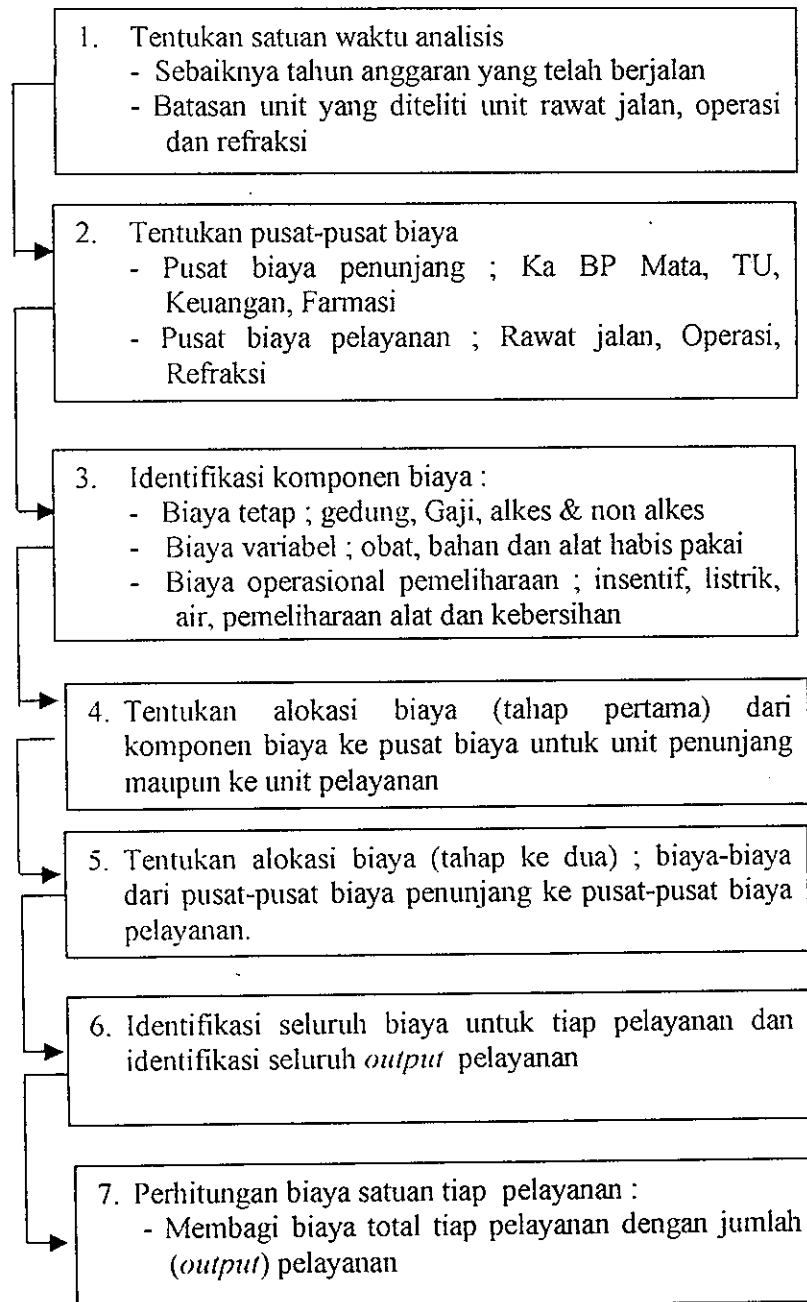 1. Tentukan satuan waktu analisis
- Sebaiknya tahun anggaran yang telah berjalan
- Batasan unit yang diteliti unit rawat jalan, operasi
dan refraksi
2. Tentukan pusat-pusat biaya
- Pusat biaya penunjang ; Ka BP Mata, TU,
Keuangan, Farmasi
- Pusat biaya pelayanan ; Rawat jalan, Operasi,
Refraksi
3. Identifikasi komponen biaya :
- Biaya tetap ; gedung, Gaji, alkes & non alkes
- Biaya variabel ; obat, bahan dan alat habis pakai
- Biaya operasional pemeliharaan ; insentif, listrik,
air, pemeliharaan alat dan kebersihan
4. Tentukan alokasi biaya (tahap pertama) dari
komponen biaya ke pusat biaya untuk unit penunjang
maupun ke unit pelayanan
5. Tentukan alokasi biaya (tahap ke dua) ; biaya-biaya
dari pusat-pusat biaya penunjang ke pusat-pusat biaya
pelayanan.
6. Identifikasi seluruh biaya untuk tiap pelayanan dan
identifikasi seluruh output pelayanan
7. Perhitungan biaya satuan tiap pelayanan :
- Membagi biaya total tiap pelayanan dengan jumlah
(output) pelayanan